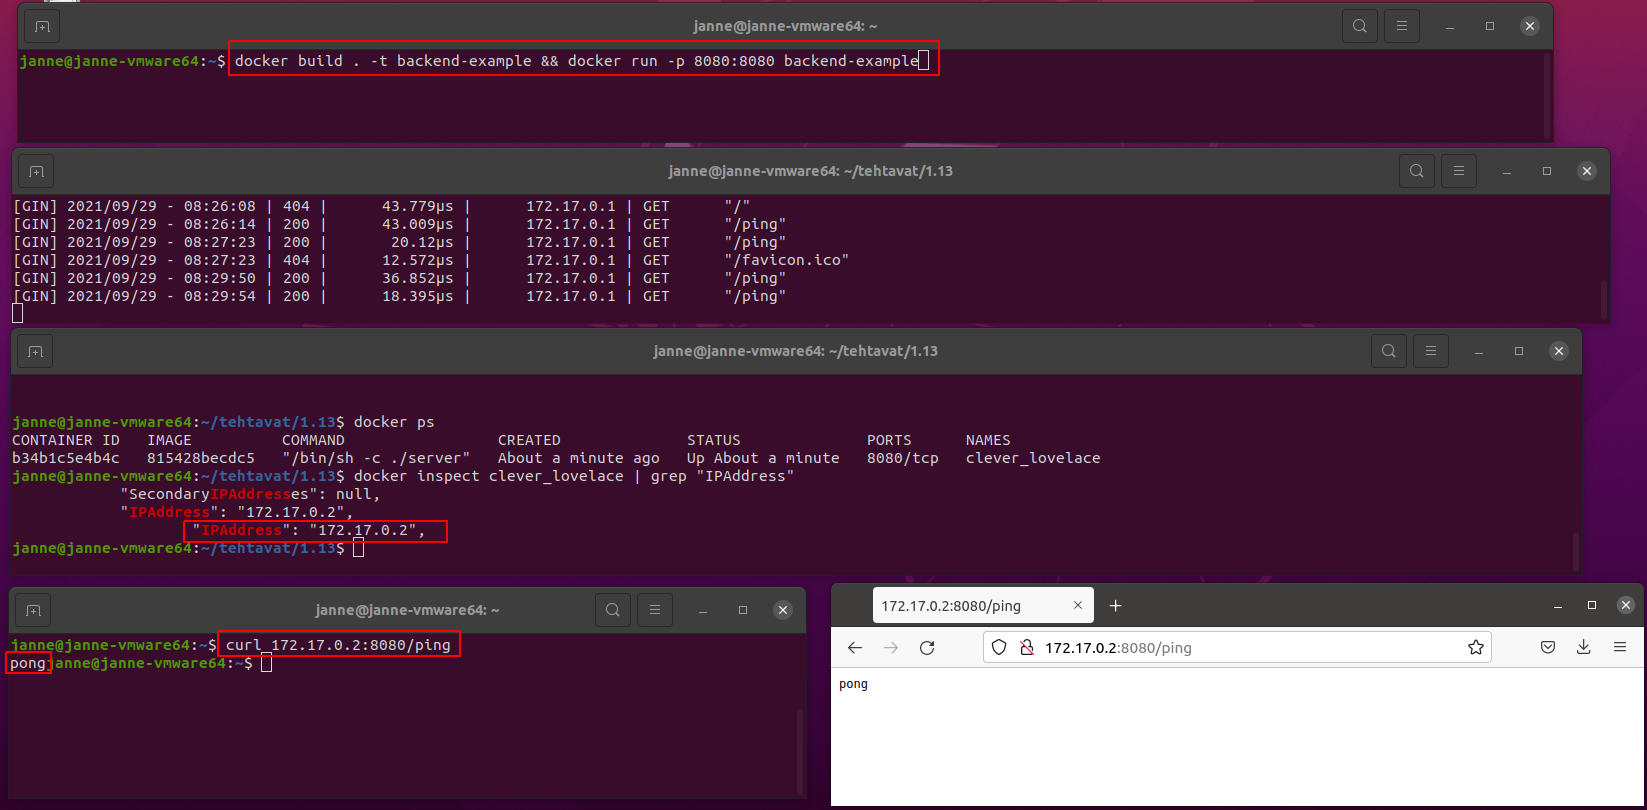 janne@janne-vmware64: ~
janne@janne-vmware64:~$ docker build . -t backend-example && docker run -p 8080:8080 backend-example
janne@janne-vmware64: ~/tehtavat/1.13
[GIN] 2021/09/29 - 08:26:08 | 404 |      43.779µs |      172.17.0.1 | GET      "/"
[GIN] 2021/09/29 - 08:26:14 | 200 |      43.009µs |      172.17.0.1 | GET      "/ping"
[GIN] 2021/09/29 - 08:27:23 | 200 |       20.12µs |      172.17.0.1 | GET      "/ping"
[GIN] 2021/09/29 - 08:27:23 | 404 |      12.572µs |      172.17.0.1 | GET      "/favicon.ico"
[GIN] 2021/09/29 - 08:29:50 | 200 |      36.852µs |      172.17.0.1 | GET      "/ping"
[GIN] 2021/09/29 - 08:29:54 | 200 |      18.395µs |      172.17.0.1 | GET      "/ping"
janne@janne-vmware64: ~/tehtavat/1.13
janne@janne-vmware64:~/tehtavat/1.13$ docker ps
CONTAINER ID   IMAGE          COMMAND                 CREATED              STATUS              PORTS      NAMES
b34b1c5e4b4c   815428becdc5   "/bin/sh -c ./server"   About a minute ago   Up About a minute   8080/tcp   clever_lovelace
janne@janne-vmware64:~/tehtavat/1.13$ docker inspect clever_lovelace | grep "IPAddress"
            "SecondaryIPAddresses": null,
            "IPAddress": "172.17.0.2",
                    "IPAddress": "172.17.0.2",
janne@janne-vmware64:~/tehtavat/1.13$
janne@janne-vmware64: ~
janne@janne-vmware64:~$ curl 172.17.0.2:8080/ping
pongjanne@janne-vmware64:~$
172.17.0.2:8080/ping
172.17.0.2:8080/ping
pong